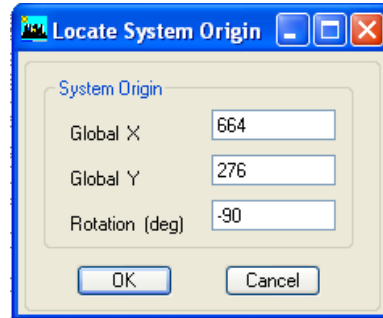 Locate System Origin
System Origin
Global X 664
Global Y 276
Rotation (deg) -90
OK Cancel